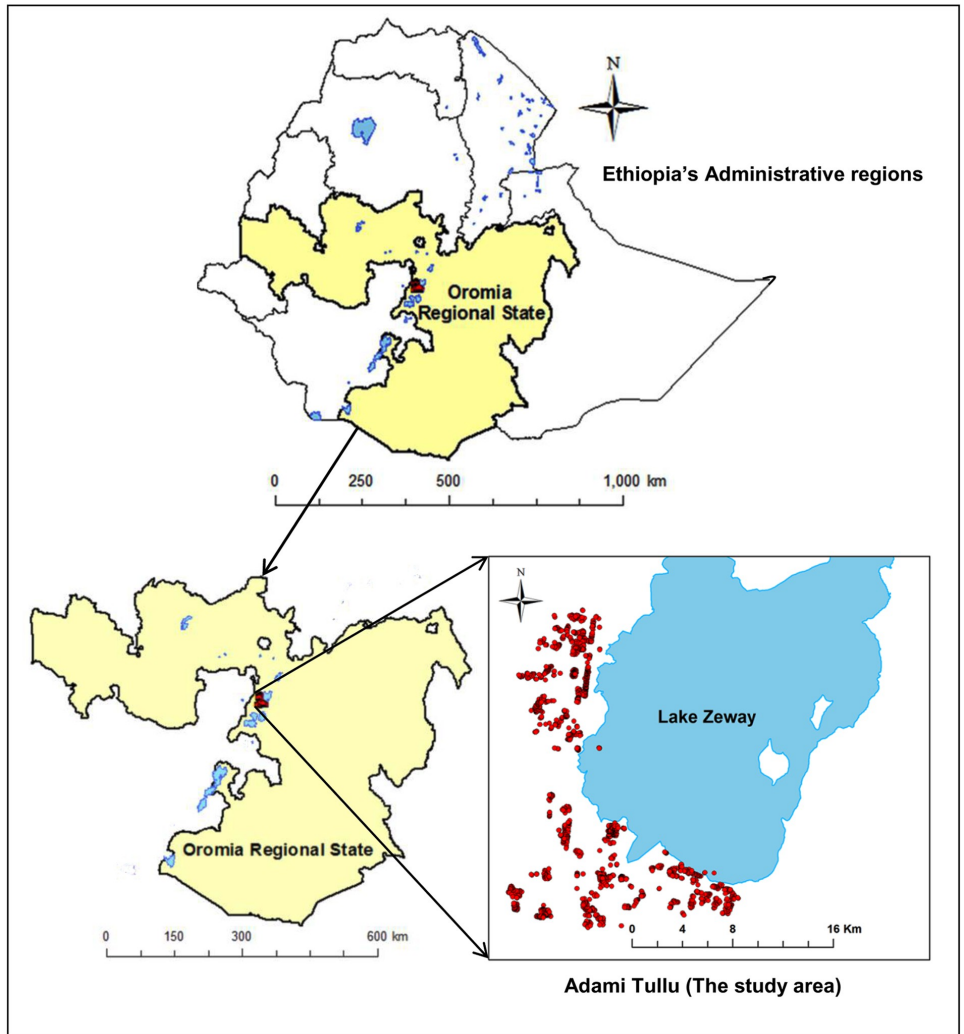 N
Ethiopia's Administrative regions
Oromia
Regional State
0 250 500 1,000 km
N
Lake Zeway
Oromia Regional State
0 150 300 600 km
0 4 8 16 Km
Adami Tullu (The study area)